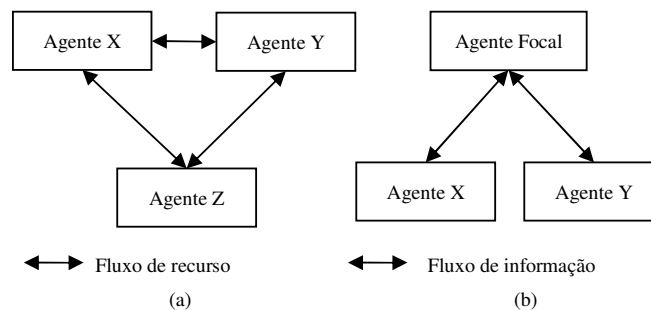 Agente X
Agente Y
Agente Z
Fluxo de recurso
(a)
Agente Focal
Agente X
Agente Y
Fluxo de informação
(b)